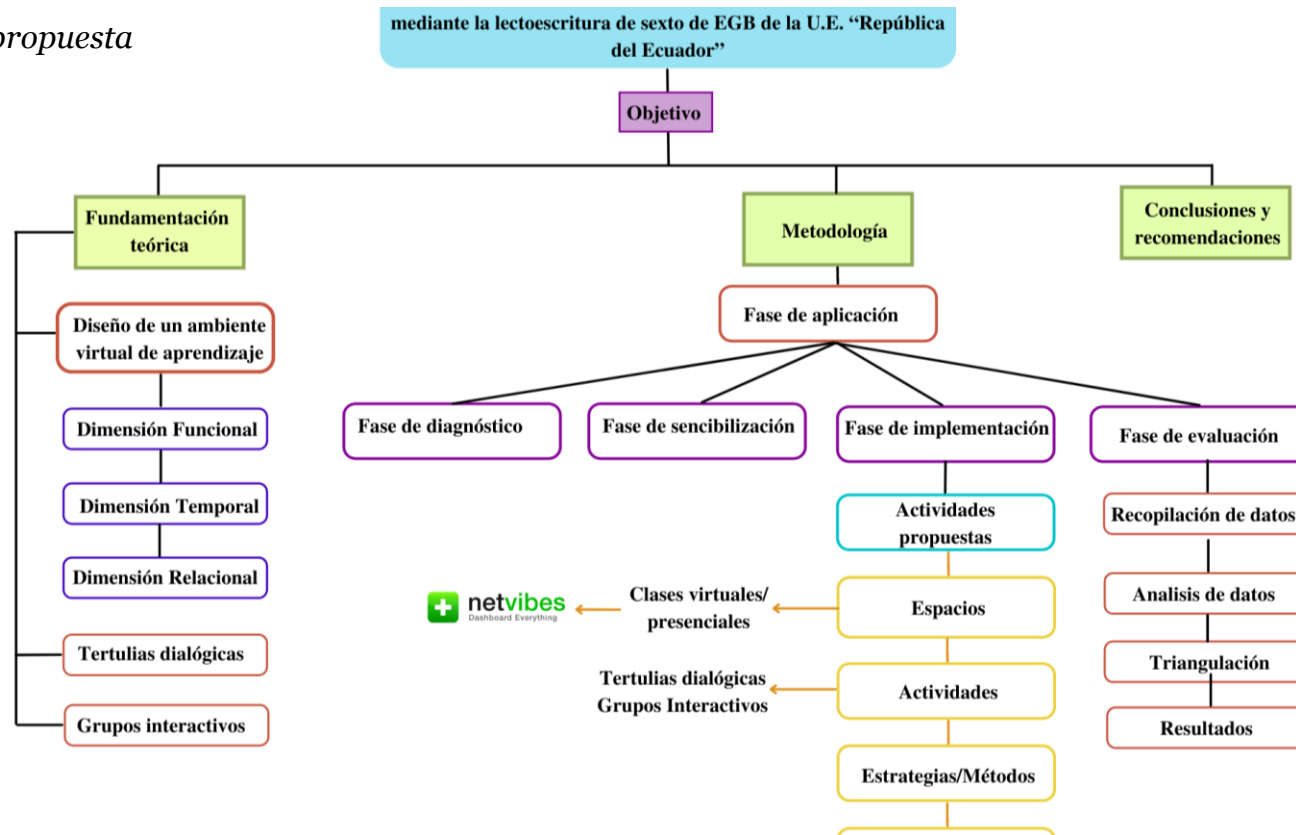 propuesta
mediante la lectoescritura de sexto de EGB de la U.E. “República
del Ecuador”
Objetivo
Fundamentación
teórica
Diseño de un ambiente
virtual de aprendizaje
Dimensión Funcional
Dimensión Temporal
Dimensión Relacional
Tertulias dialógicas
Grupos interactivos
Metodología
Fase de aplicación
Fase de diagnóstico
Fase de sencibilización
Fase de implementación
Actividades
propuestas
Espacios
Clases virtuales/
presenciales
netvibes
Dashboard Everything
Actividades
Tertulias dialógicas
Grupos Interactivos
Estrategias/Métodos
Fase de evaluación
Recopilación de datos
Analisis de datos
Triangulación
Resultados
Conclusiones y
recomendaciones